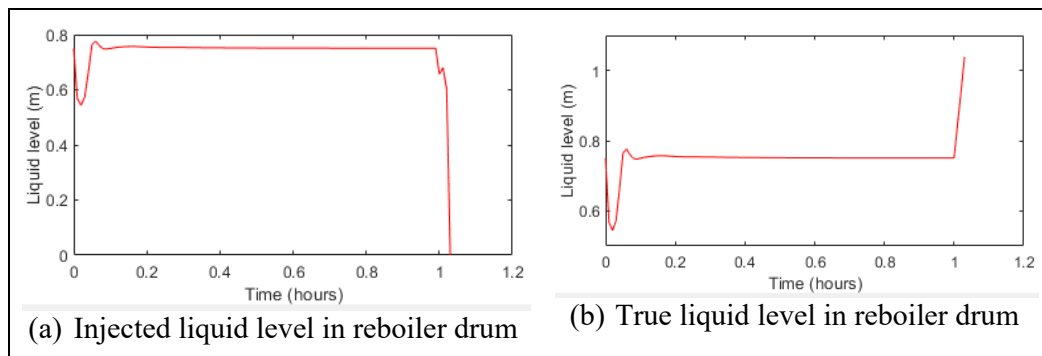 0.8
0.6
0.4
0.2
0
Liquid level (m)
0 0.2 0.4 0.6 0.8 1 1.2
Time (hours)
(a) Injected liquid level in reboiler drum
1
0.8
0.6
Liquid level (m)
0 0.2 0.4 0.6 0.8 1 1.2
Time (hours)
(b) True liquid level in reboiler drum